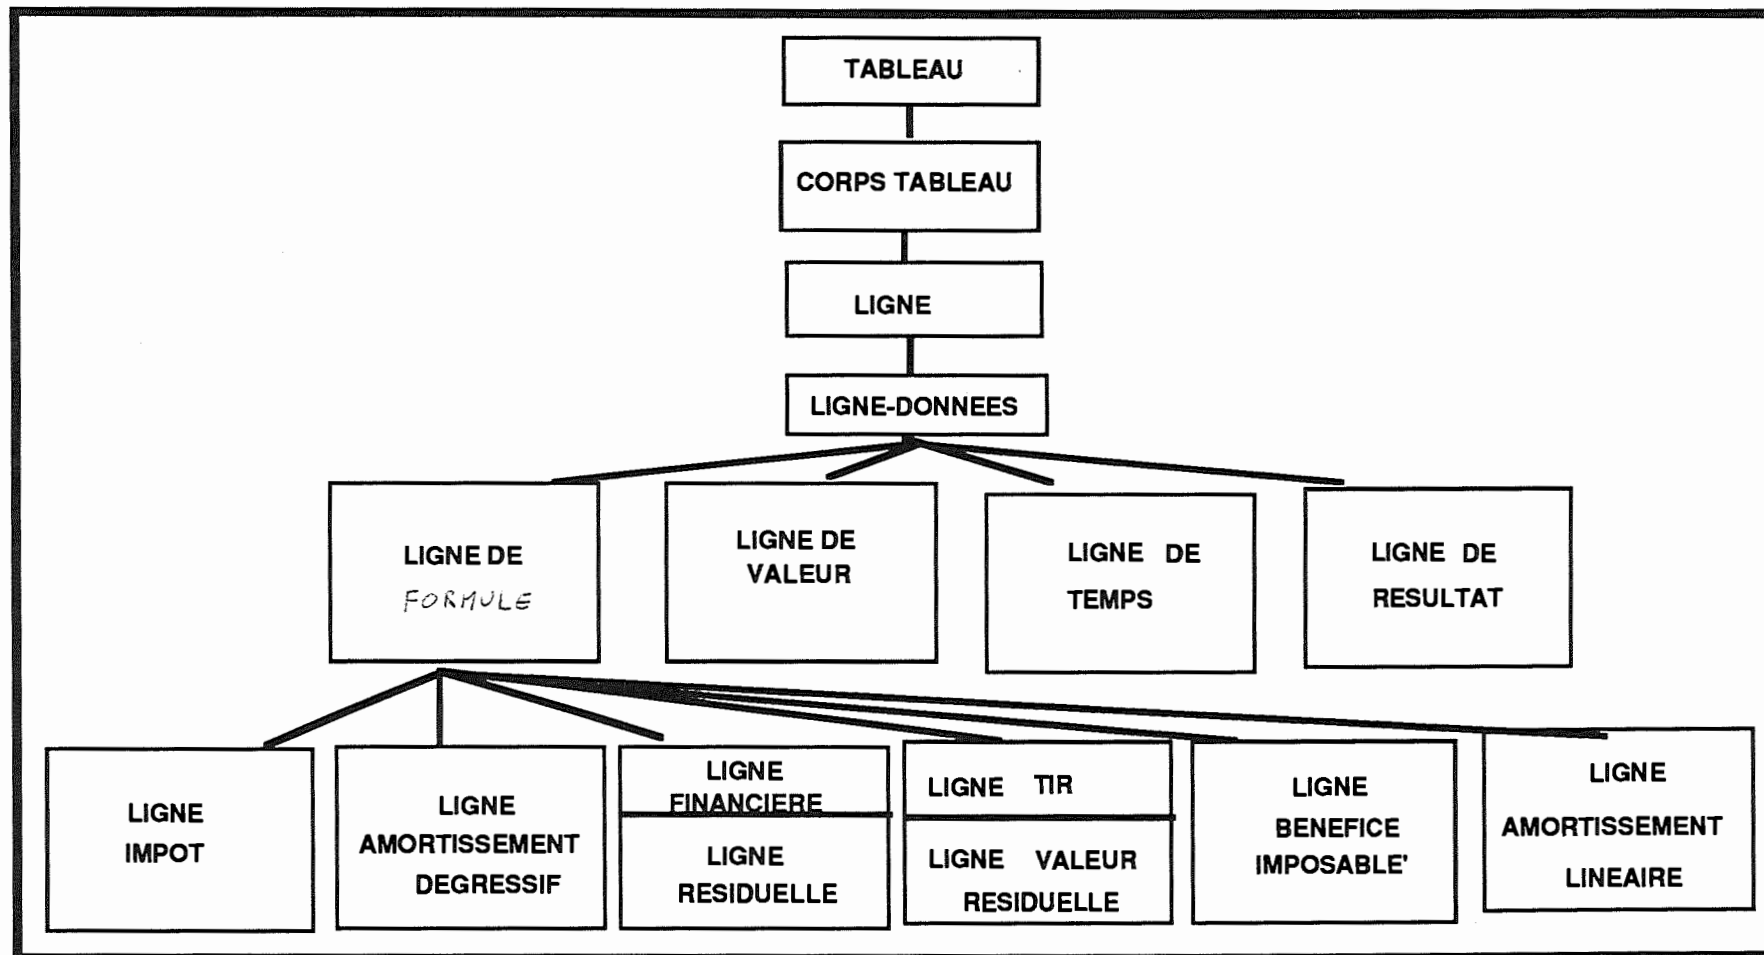 TABLEAU
CORPS TABLEAU
LIGNE
LIGNE-DONNEES
LIGNE DE
FORMULE
LIGNE DE
VALEUR
LIGNE DE
TEMPS
LIGNE DE
RESULTAT
LIGNE
IMPOT
LIGNE
AMORTISSEMENT
DEGRESSIF
LIGNE
FINANCIERE
LIGNE
RESIDUELLE
LIGNE TIR
LIGNE VALEUR
RESIDUELLE
LIGNE
BENEFICE
IMPOSABLE'
LIGNE
AMORTISSEMENT
LINEAIRE